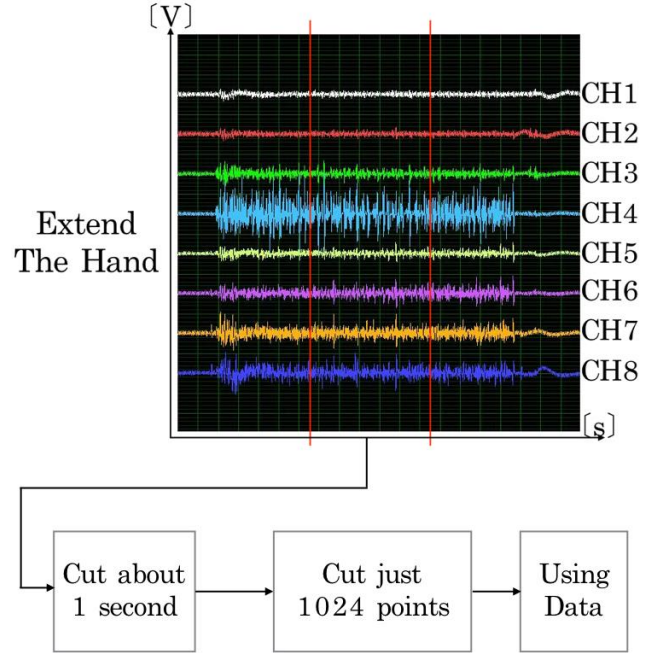 [V]
CH1
CH2
CH3
CH4
Extend
The Hand
CH5
CH6
CH7
CH8
[s]
Cut about
1 second
Cut just
1024 points
Using
Data